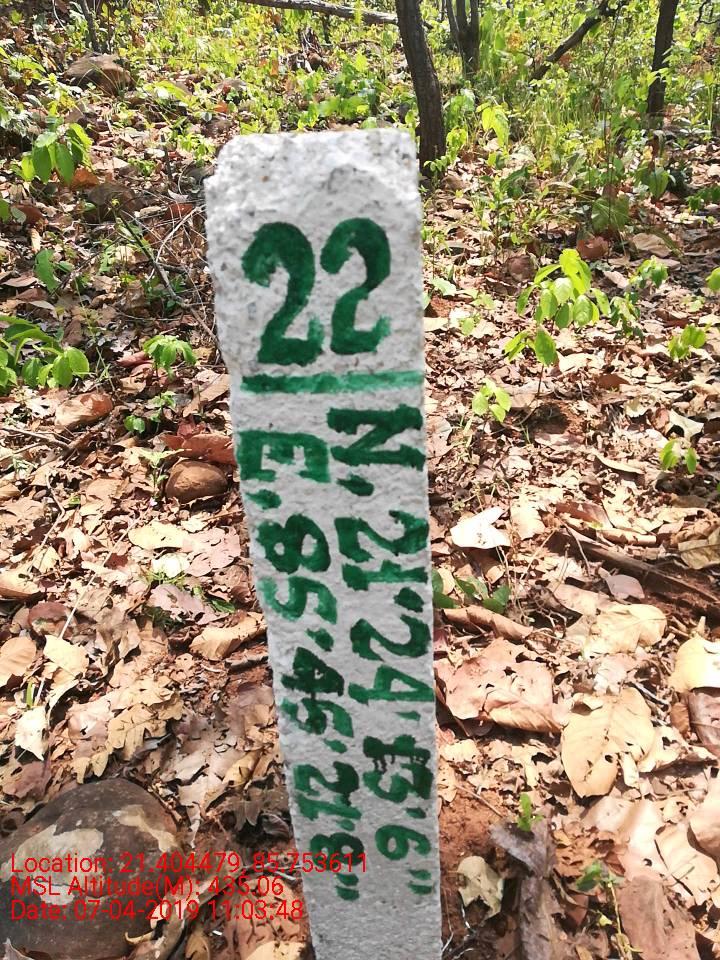 22
N. 21'24'13'6"
E. 85'45'21'8"
Location: 21.404479, 85.753611
MSL Altitude(M): 435.06
Date: 07-04-2019 11:03:48